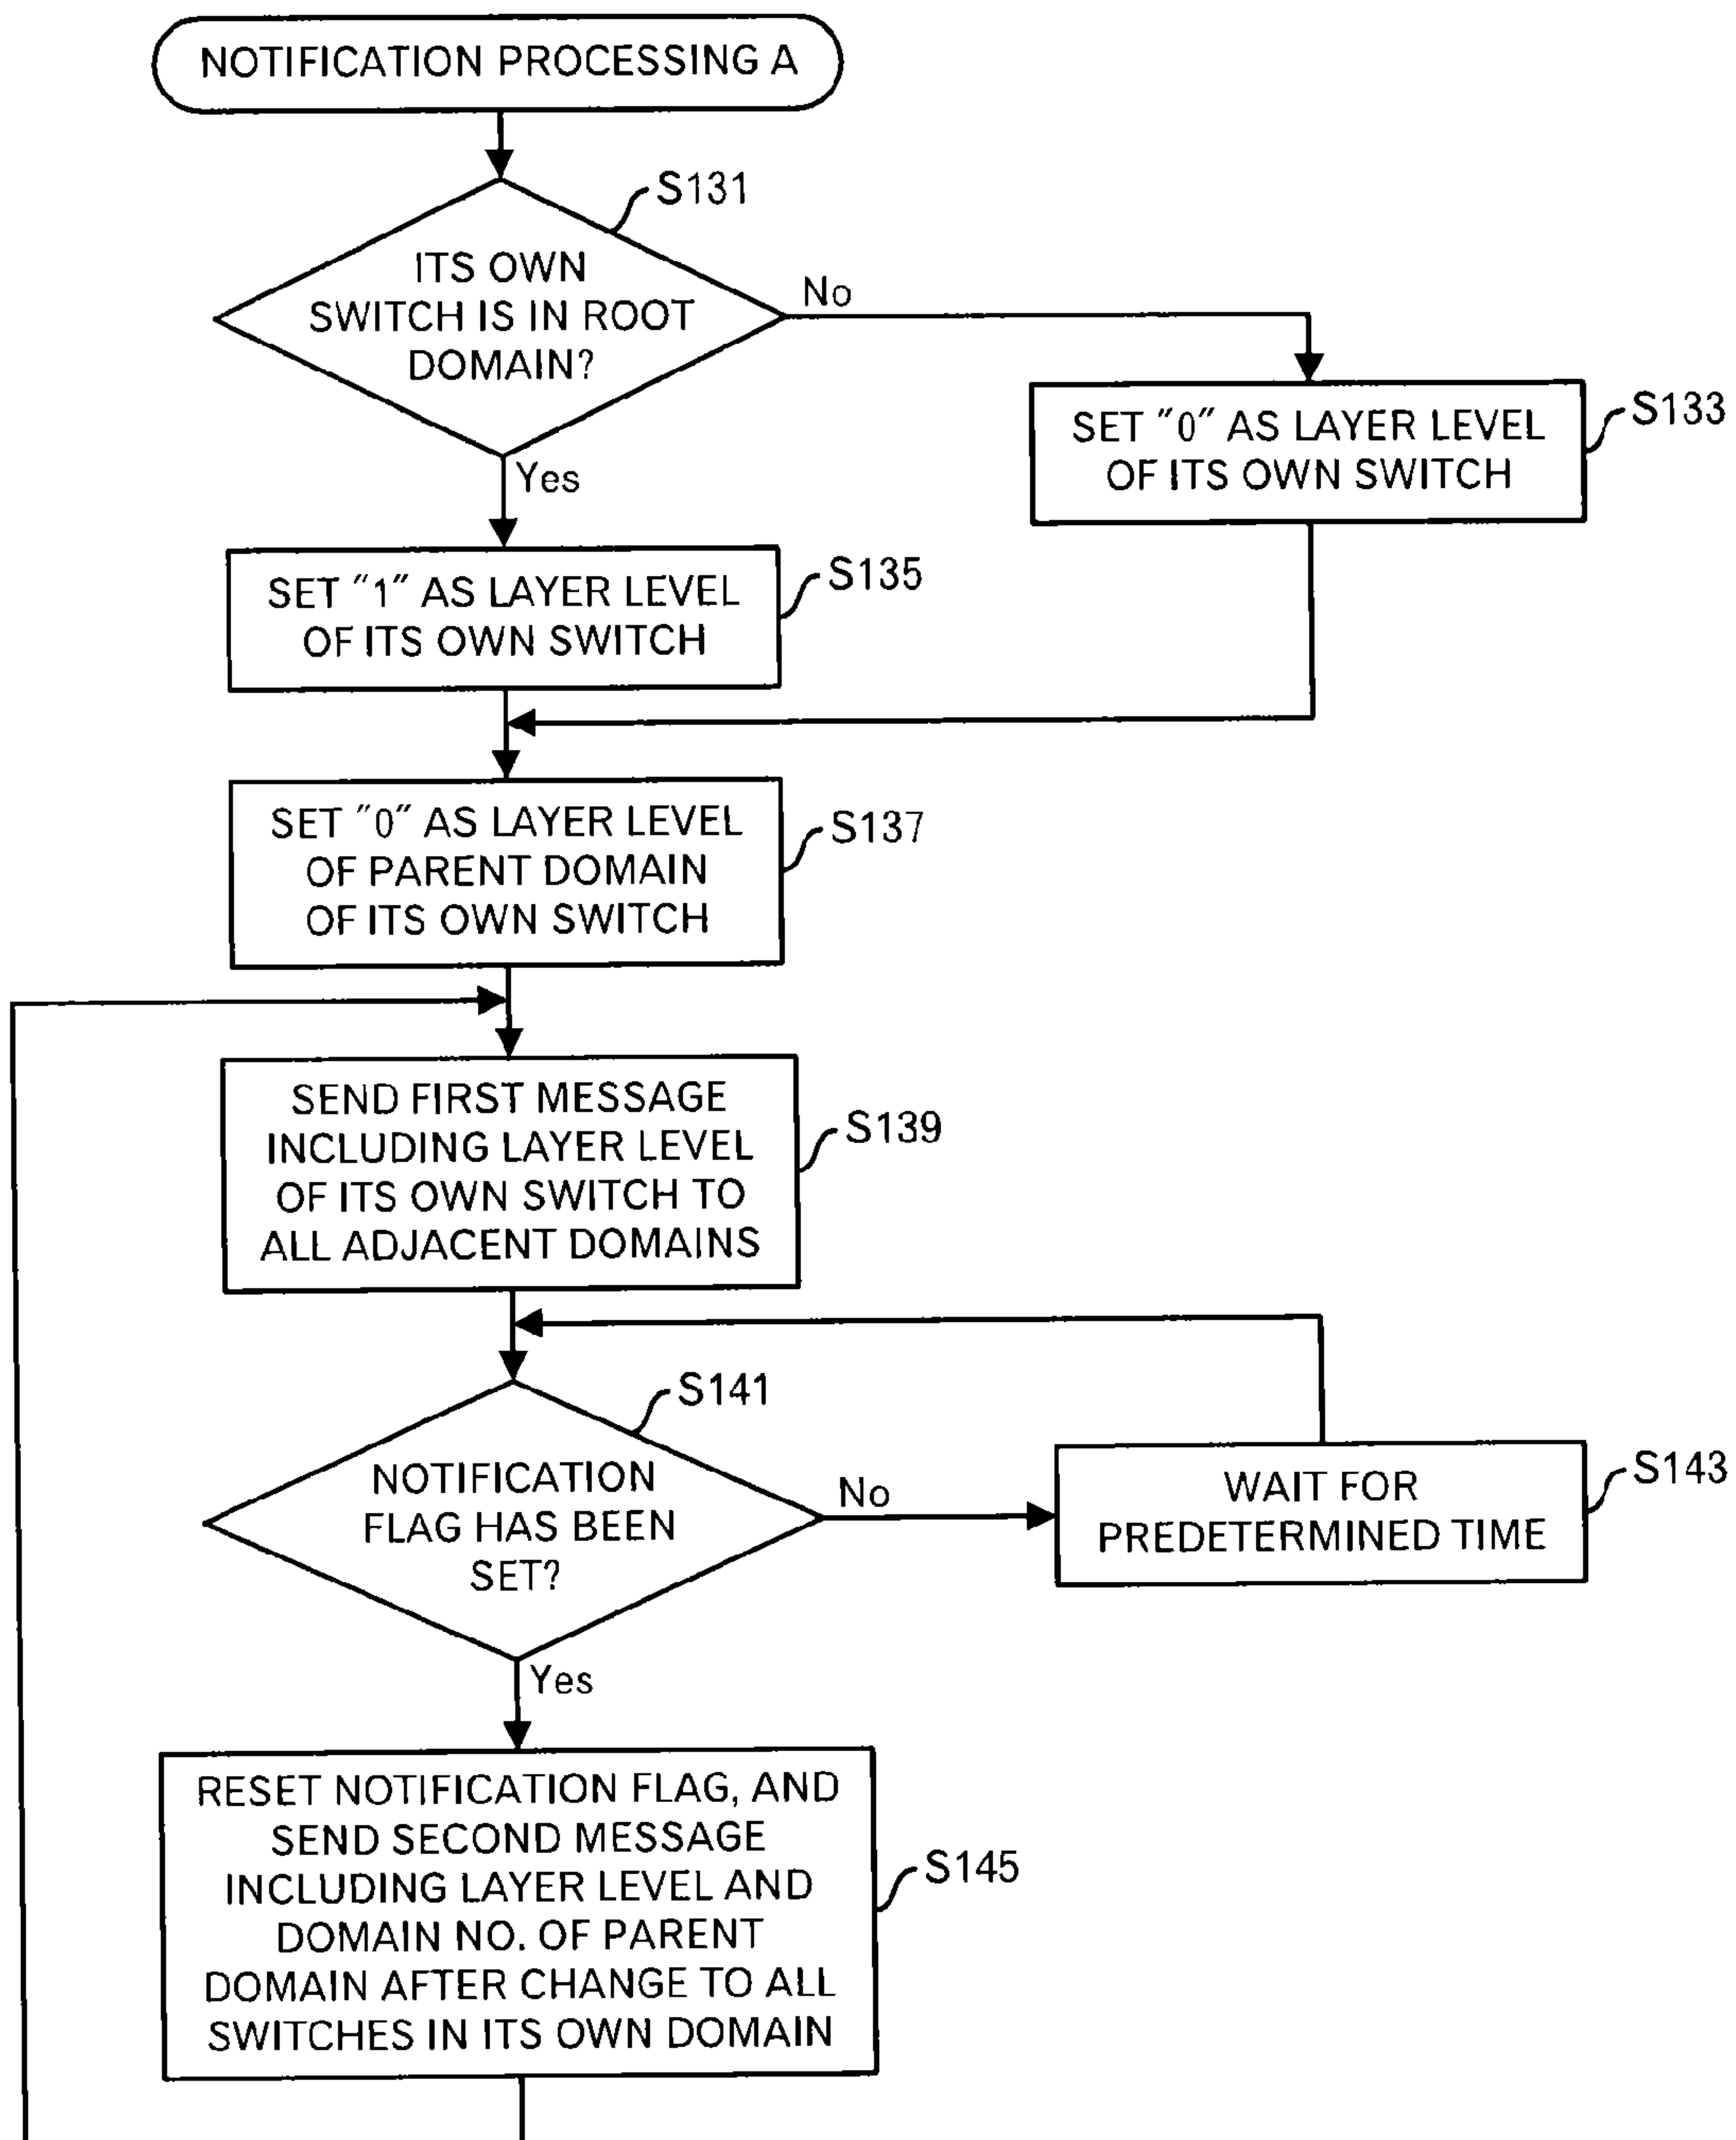 NOTIFICATION PROCESSING A
S131
ITS OWN
SWITCH IS IN ROOT
DOMAIN?
No
Yes
SET "0" AS LAYER LEVEL
OF ITS OWN SWITCH
S133
SET "1" AS LAYER LEVEL
OF ITS OWN SWITCH
S135
SET "0" AS LAYER LEVEL
OF PARENT DOMAIN
OF ITS OWN SWITCH
S137
SEND FIRST MESSAGE
INCLUDING LAYER LEVEL
OF ITS OWN SWITCH TO
ALL ADJACENT DOMAINS
S139
S141
NOTIFICATION
FLAG HAS BEEN
SET?
No
Yes
WAIT FOR
PREDETERMINED TIME
S143
RESET NOTIFICATION FLAG, AND
SEND SECOND MESSAGE
INCLUDING LAYER LEVEL AND
DOMAIN NO. OF PARENT
DOMAIN AFTER CHANGE TO ALL
SWITCHES IN ITS OWN DOMAIN
S145